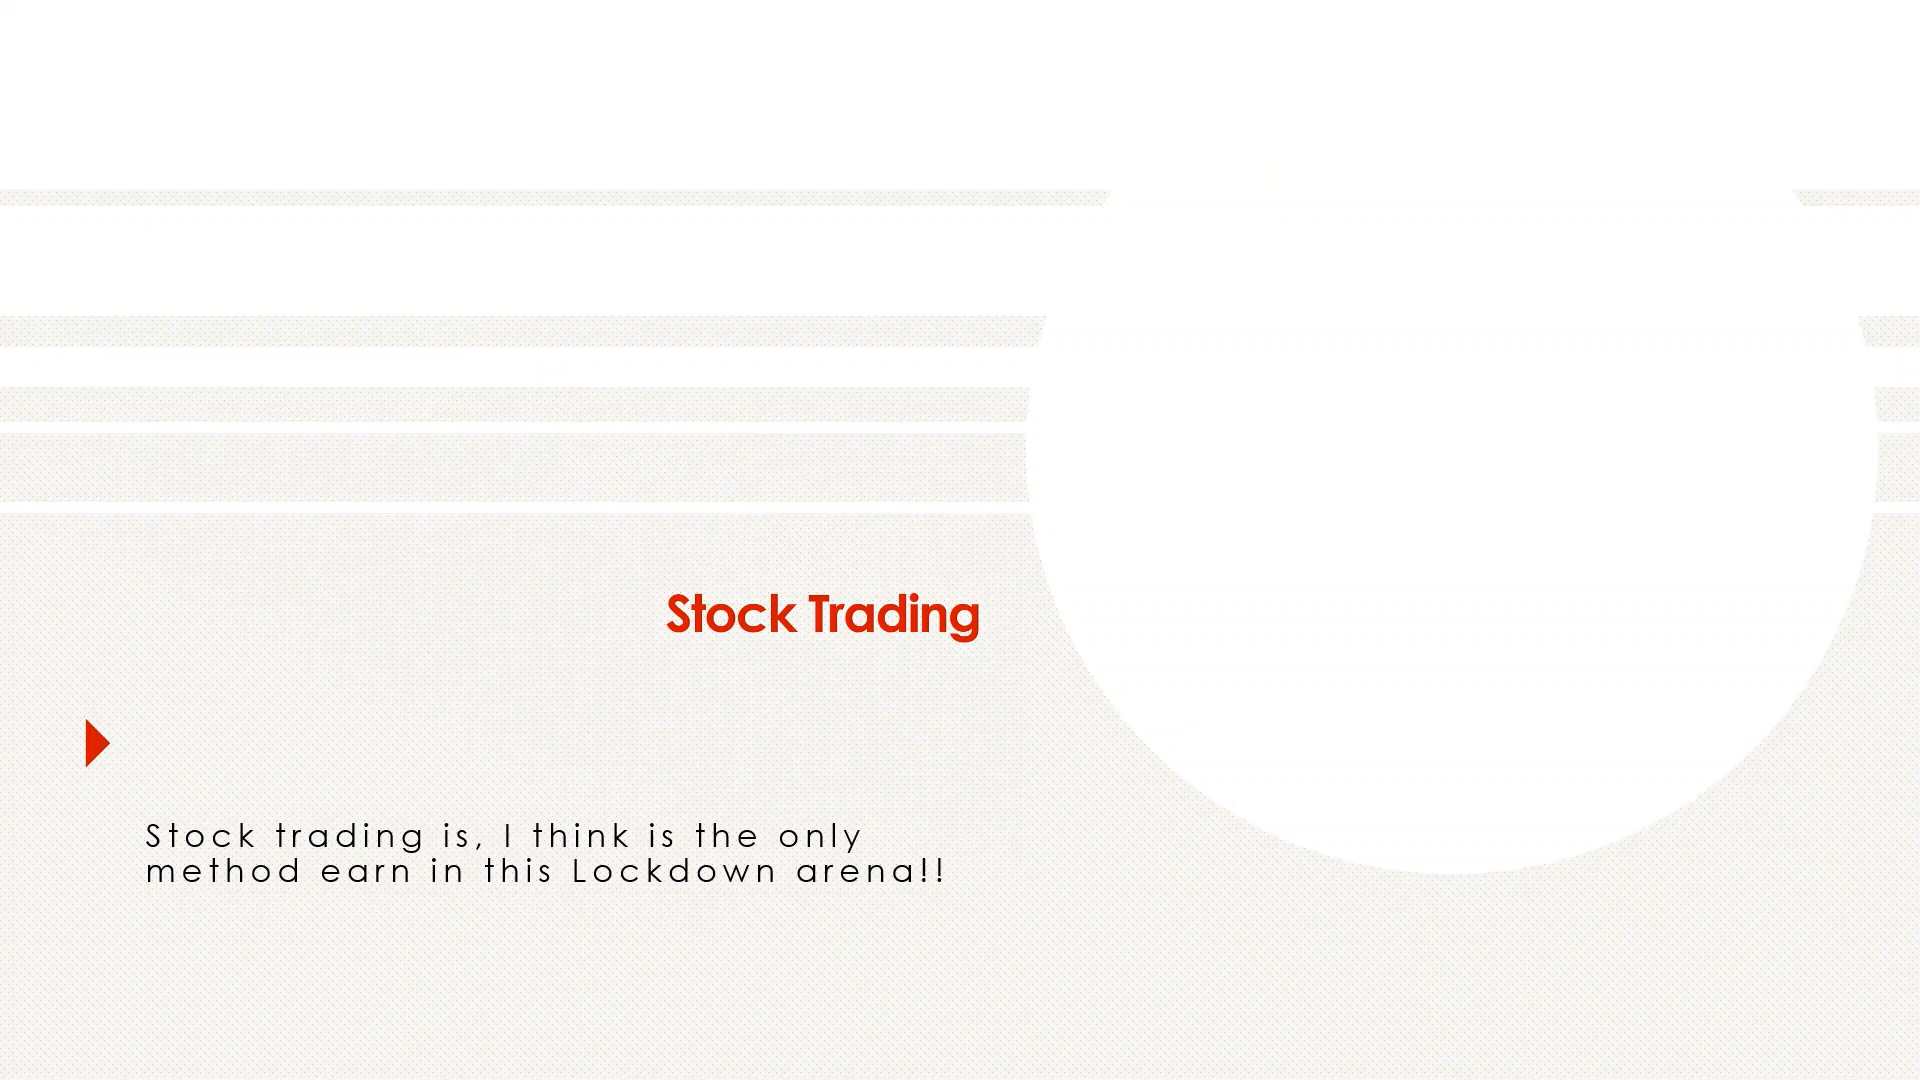 Stock Trading
Stock trading is, I think is the only
method earn in this Lockdown arena!!